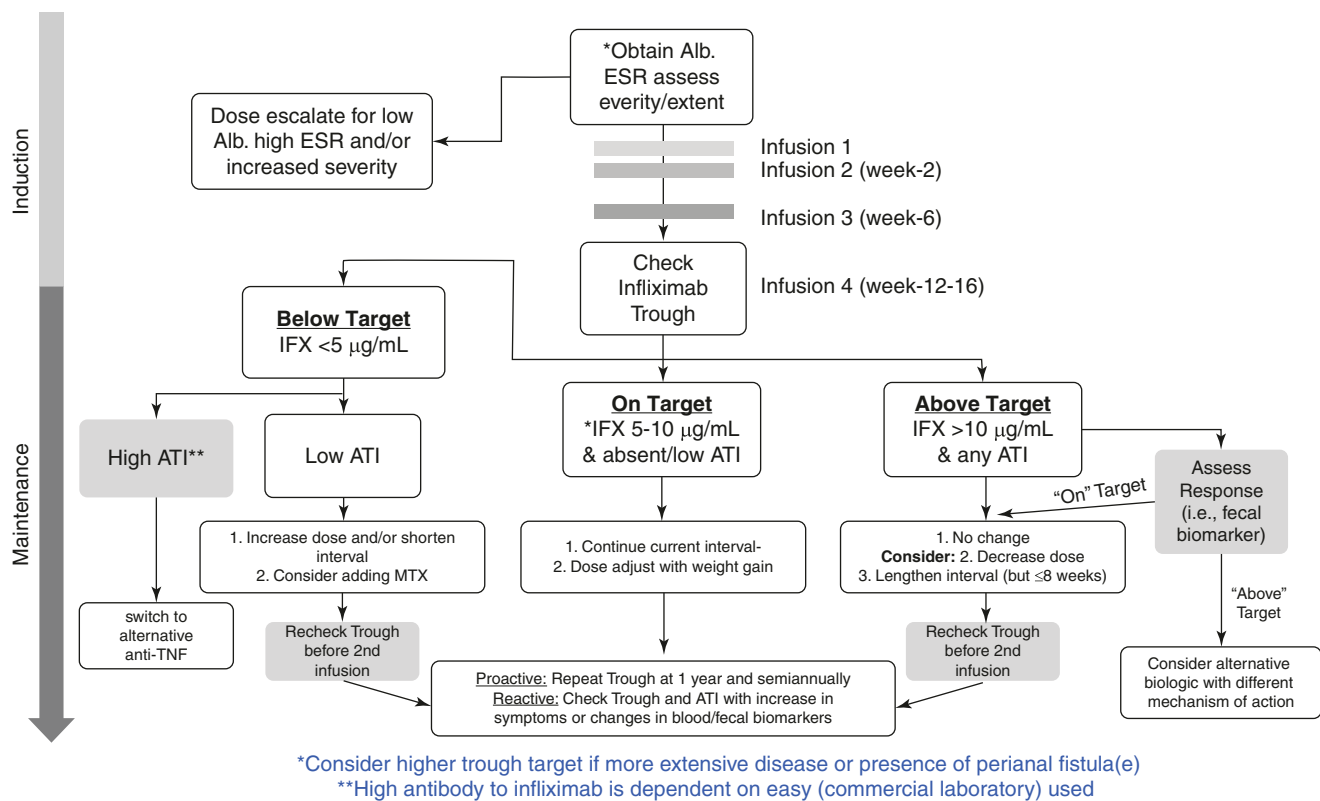 Induction
Maintenance
*Obtain Alb.
ESR assess
everity/extent
Dose escalate for low
Alb. high ESR and/or
increased severity
Infusion 1
Infusion 2 (week-2)
Infusion 3 (week-6)
Check
Infliximab
Trough
Infusion 4 (week-12-16)
Below Target
IFX <5 μg/mL
On Target
*IFX 5-10 μg/mL
& absent/low ATI
Above Target
IFX >10 μg/mL
& any ATI
High ATI**
Low ATI
Assess
Response
(i.e., fecal
biomarker)
“On” Target
1. Increase dose and/or shorten
interval
2. Consider adding MTX
1. Continue current interval-
2. Dose adjust with weight gain
1. No change
Consider: 2. Decrease dose
3. Lengthen interval (but ≤8 weeks)
“Above”
Target
switch to
alternative
anti-TNF
Recheck Trough
before 2nd
infusion
Recheck Trough
before 2nd
infusion
Proactive: Repeat Trough at 1 year and semiannually
Reactive: Check Trough and ATI with increase in
symptoms or changes in blood/fecal biomarkers
Consider alternative
biologic with different
mechanism of action
*Consider higher trough target if more extensive disease or presence of perianal fistula(e)
**High antibody to infliximab is dependent on easy (commercial laboratory) used